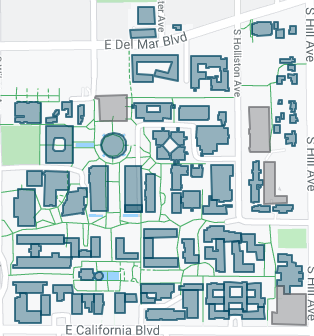 ter Ave
E Del Mar Blvd
S Holliston Ave
S Hill Ave
S Hill Ave
S Hill Ave
E California Blvd